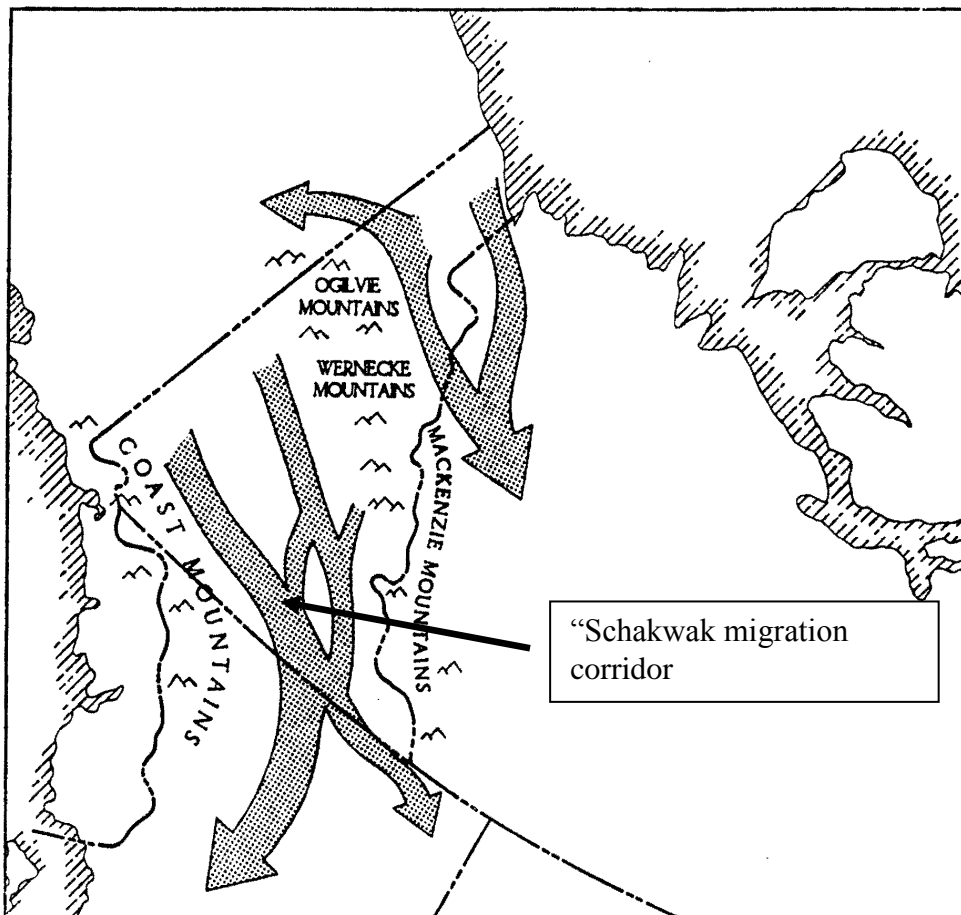 OGILVIE
MOUNTAINS
WERNECKE
MOUNTAINS
COAST MOUNTAINS
MACKENZIE MOUNTAINS
“Schakwak migration
corridor